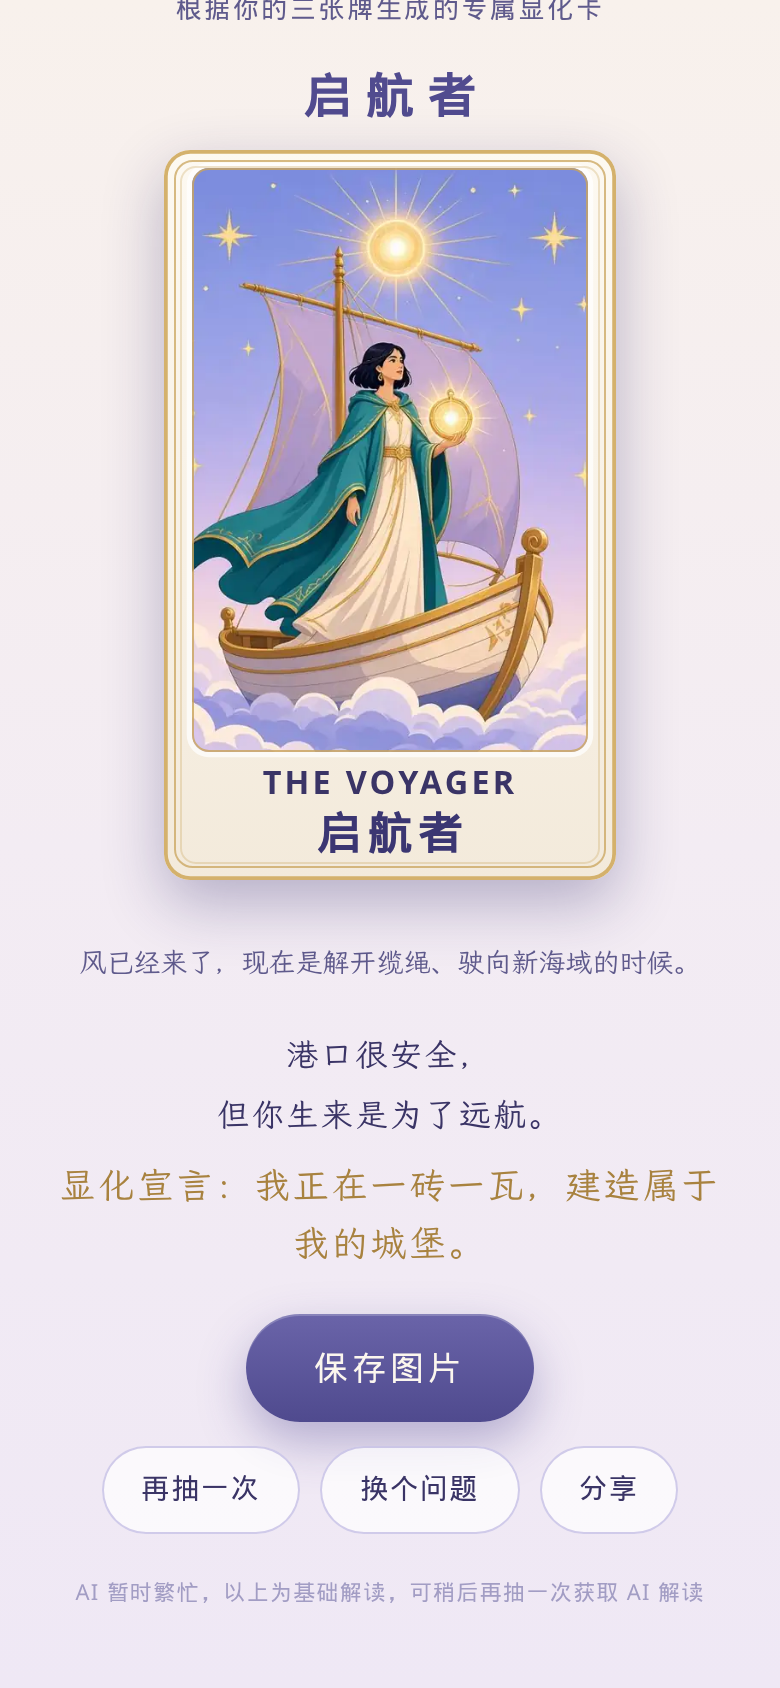 根据你的三张牌生成的专属显化卡
启航者
THE VOYAGER
启航者
风已经来了，现在是解开缆绳、驶向新海域的时候。
港口很安全，
但你生来是为了远航。
显化宣言：我正在一砖一瓦，建造属于
我的城堡。
保存图片
再抽一次
换个问题
分享
AI 暂时繁忙，以上为基础解读，可稍后再抽一次获取 AI 解读